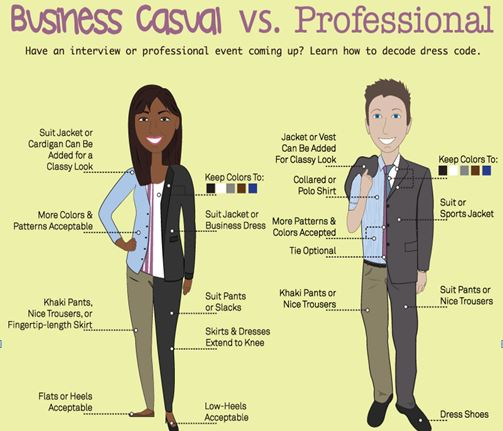 Business Casual vs. Professional
Have an interview or professional event coming up? Learn how to decode dress code.
Suit Jacket or
Cardigan Can Be
Added for a
Classy Look
More Colors &
Patterns Acceptable
Khaki Pants,
Nice Trousers, or
Fingertip-length Skirt
Flats or Heels
Acceptable
Keep Colors To:
Suit Jacket or
Business Dress
Suit Pants
or Slacks
Skirts & Dresses
Extend to Knee
Low-Heels
Acceptable
Jacket or Vest
Can Be Added
For Classy Look
Collared or
Polo Shirt
More Patterns &
Colors Accepted
Tie Optional
Khaki Pants or
Nice Trousers
Keep Colors To:
Suit or
Sports Jacket
Suit Pants or
Nice Trousers
Dress Shoes